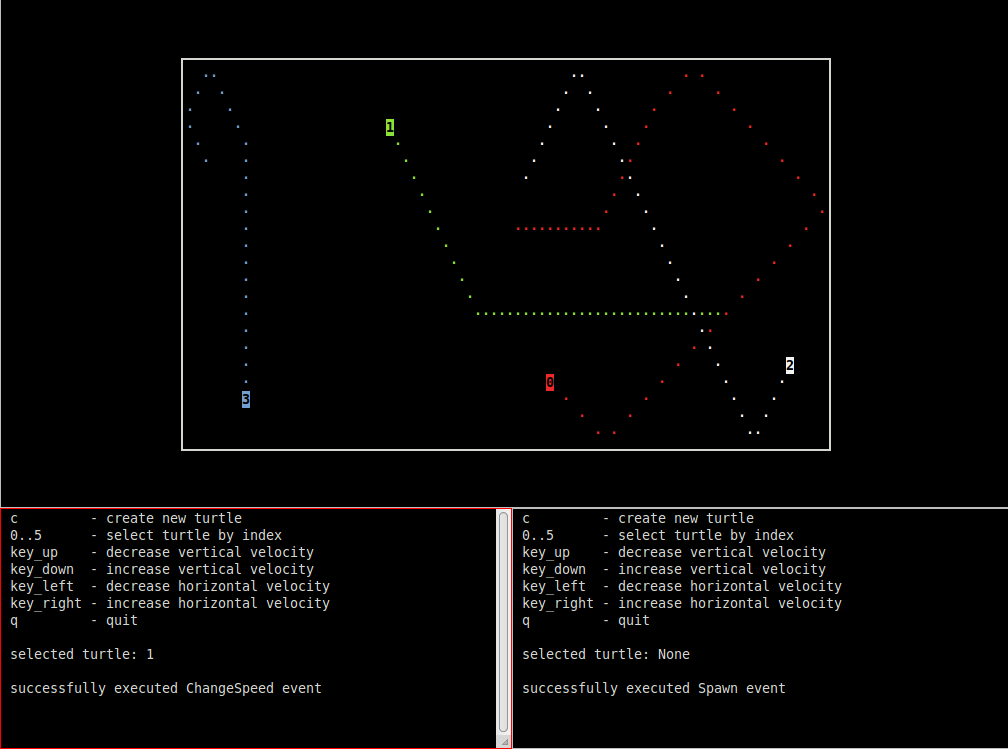 1
2
0
3
c         - create new turtle
0..5      - select turtle by index
key_up    - decrease vertical velocity
key_down  - increase vertical velocity
key_left  - decrease horizontal velocity
key_right - increase horizontal velocity
q         - quit
selected turtle: 1
successfully executed ChangeSpeed event
c         - create new turtle
0..5      - select turtle by index
key_up    - decrease vertical velocity
key_down  - increase vertical velocity
key_left  - decrease horizontal velocity
key_right - increase horizontal velocity
q         - quit
selected turtle: None
successfully executed Spawn event